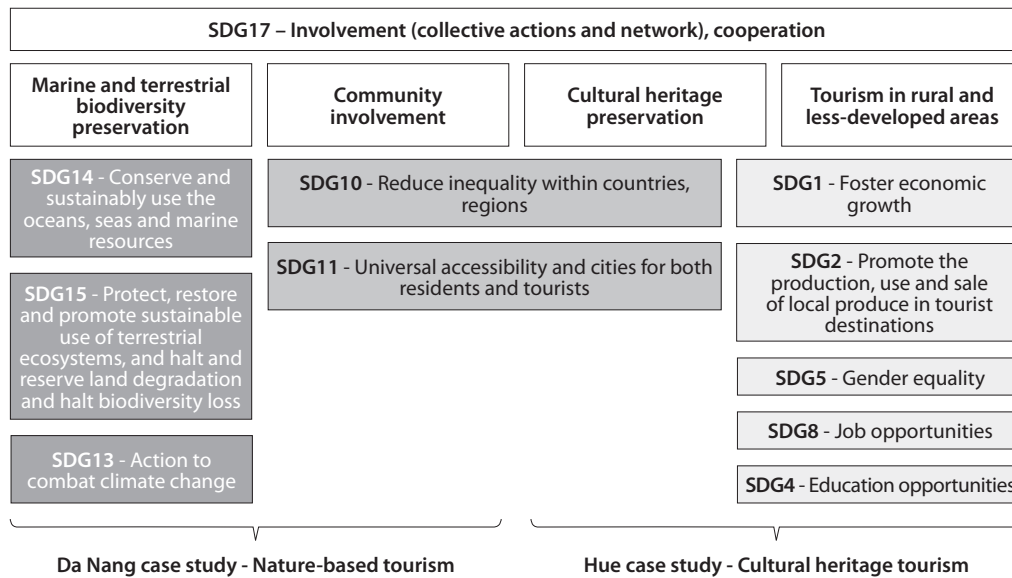 SDG17 – Involvement (collective actions and network), cooperation
Marine and terrestrial
biodiversity
preservation
Community
involvement
Cultural heritage
preservation
Tourism in rural and
less-developed areas
SDG14 - Conserve and
sustainably use the
oceans, seas and marine
resources
SDG15 - Protect, restore
and promote sustainable
use of terrestrial
ecosystems, and halt and
reserve land degradation
and halt biodiversity loss
SDG13 - Action to
combat climate change
SDG10 - Reduce inequality within countries,
regions
SDG11 - Universal accessibility and cities for both
residents and tourists
SDG1 - Foster economic
growth
SDG2 - Promote the
production, use and sale
of local produce in tourist
destinations
SDG5 - Gender equality
SDG8 - Job opportunities
SDG4 - Education opportunities
Da Nang case study - Nature-based tourism
Hue case study - Cultural heritage tourism